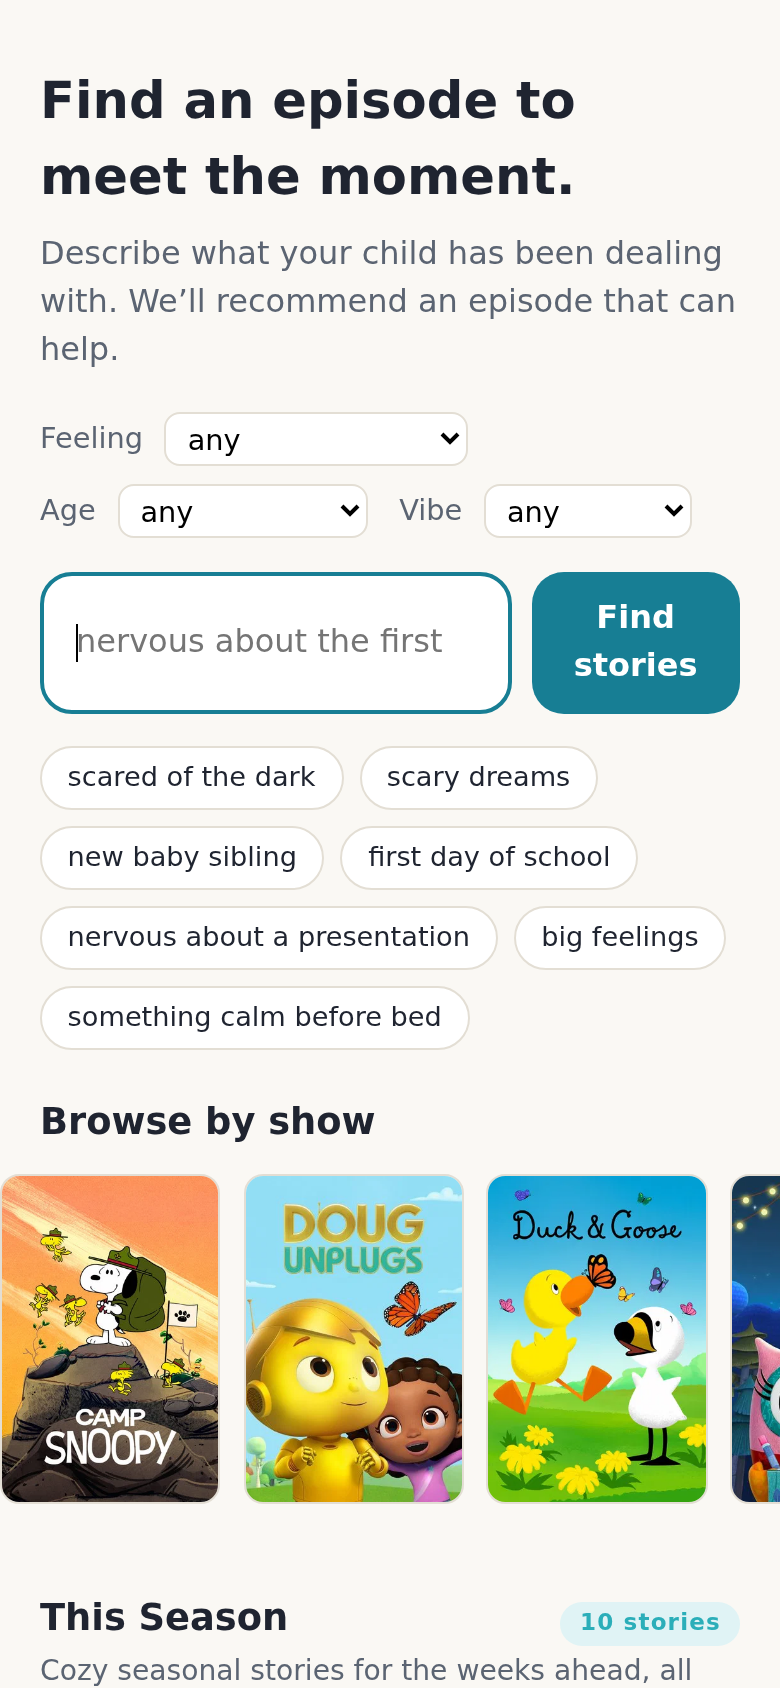 Find an episode to
meet the moment.
Describe what your child has been dealing
with. We’ll recommend an episode that can
help.
Feeling any
Age any Vibe any
nervous about the first
Find
stories
scared of the dark scary dreams
new baby sibling first day of school
nervous about a presentation big feelings
something calm before bed
Browse by show
CAMP
SNOOPY
DOUG
UNPLUGS
Duck & Goose
This Season 10 stories
Cozy seasonal stories for the weeks ahead, all